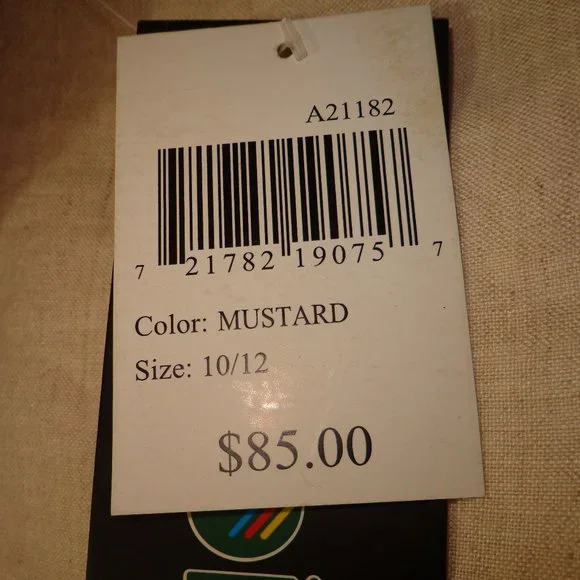 A21182
7 21782 19075 7
Color: MUSTARD
Size: 10/12
$85.00